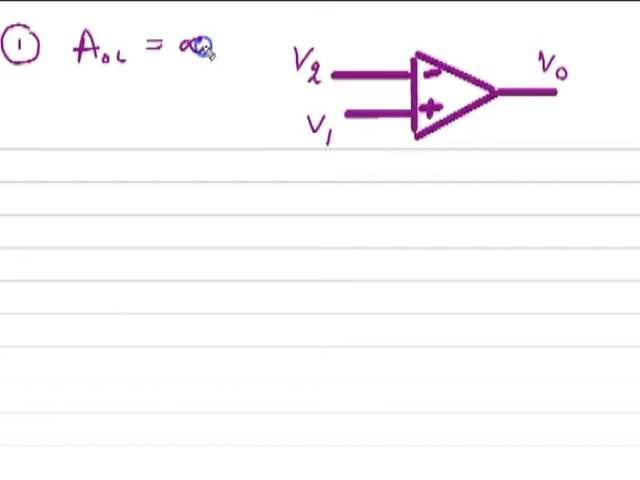 ① A_OL = ∞
V₂
-
V₀
+
V₁